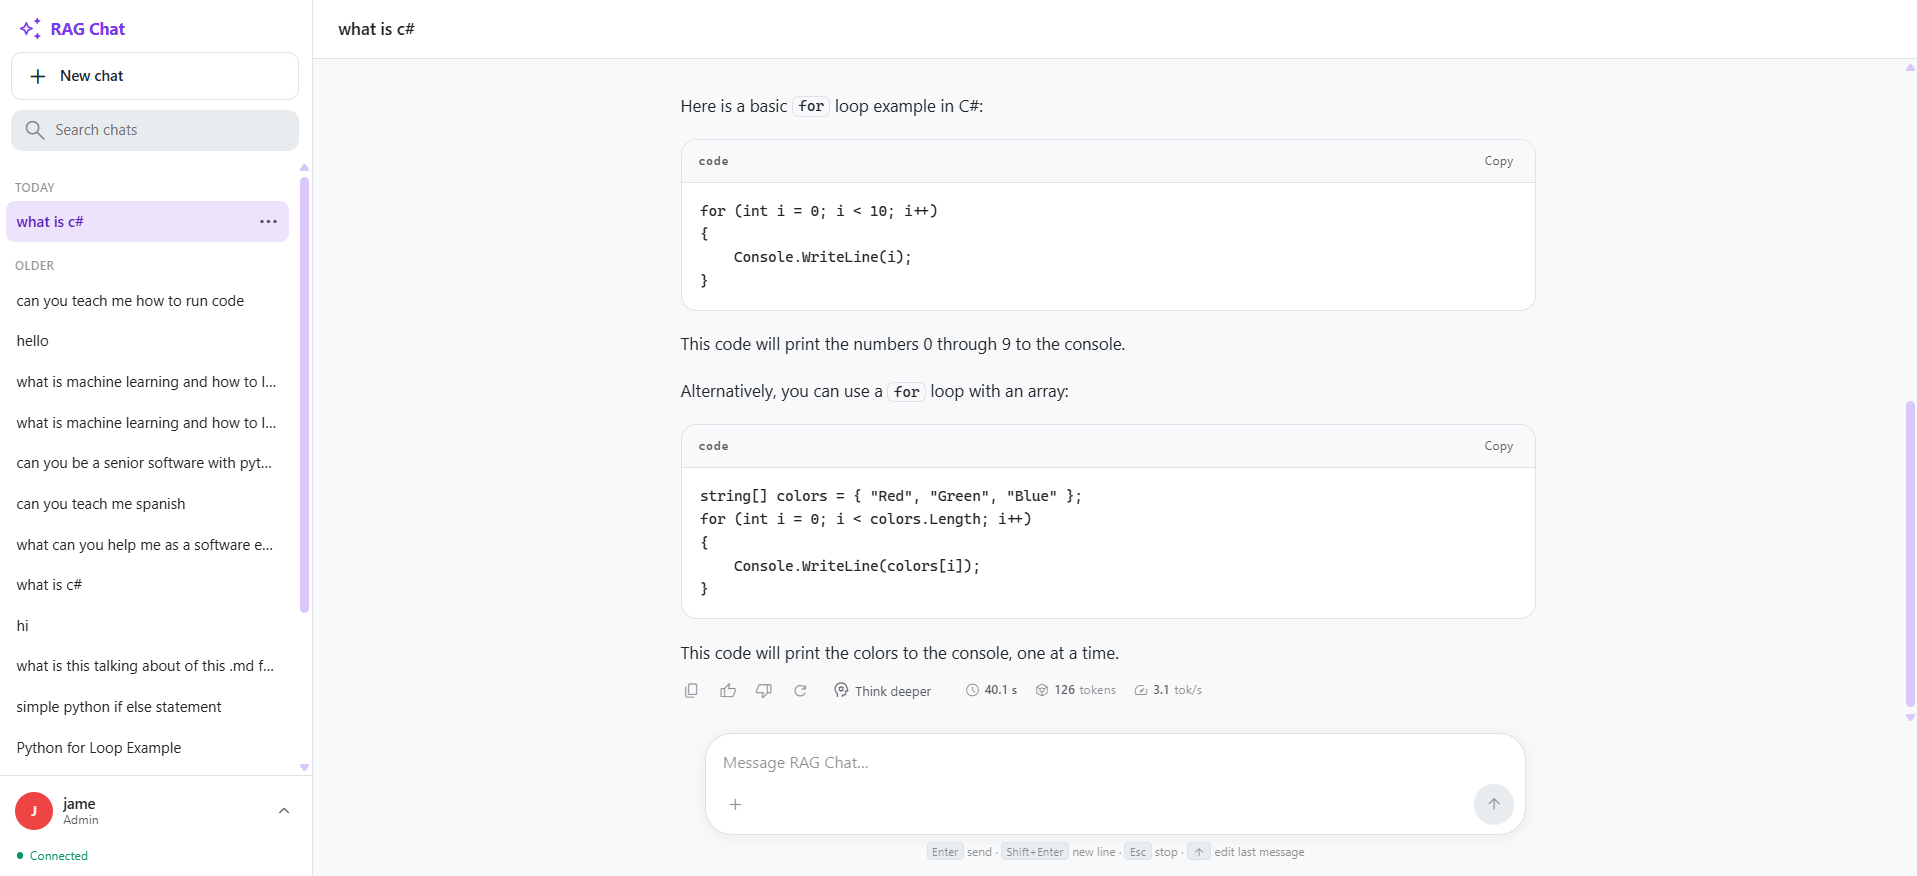 RAG Chat
New chat
Search chats
TODAY
what is c#
OLDER
can you teach me how to run code
hello
what is machine learning and how to l...
what is machine learning and how to l...
can you be a senior software with pyt...
can you teach me spanish
what can you help me as a software e...
what is c#
hi
what is this talking about of this .md f...
simple python if else statement
Python for Loop Example
J
jame
Admin
Connected
what is c#
Here is a basic for loop example in C#:
code Copy
for (int i = 0; i < 10; i++)
{
    Console.WriteLine(i);
}
This code will print the numbers 0 through 9 to the console.
Alternatively, you can use a for loop with an array:
code Copy
string[] colors = { "Red", "Green", "Blue" };
for (int i = 0; i < colors.Length; i++)
{
    Console.WriteLine(colors[i]);
}
This code will print the colors to the console, one at a time.
Think deeper 40.1 s 126 tokens 3.1 tok/s
Message RAG Chat...
Enter send · Shift+Enter new line · Esc stop · ↑ edit last message